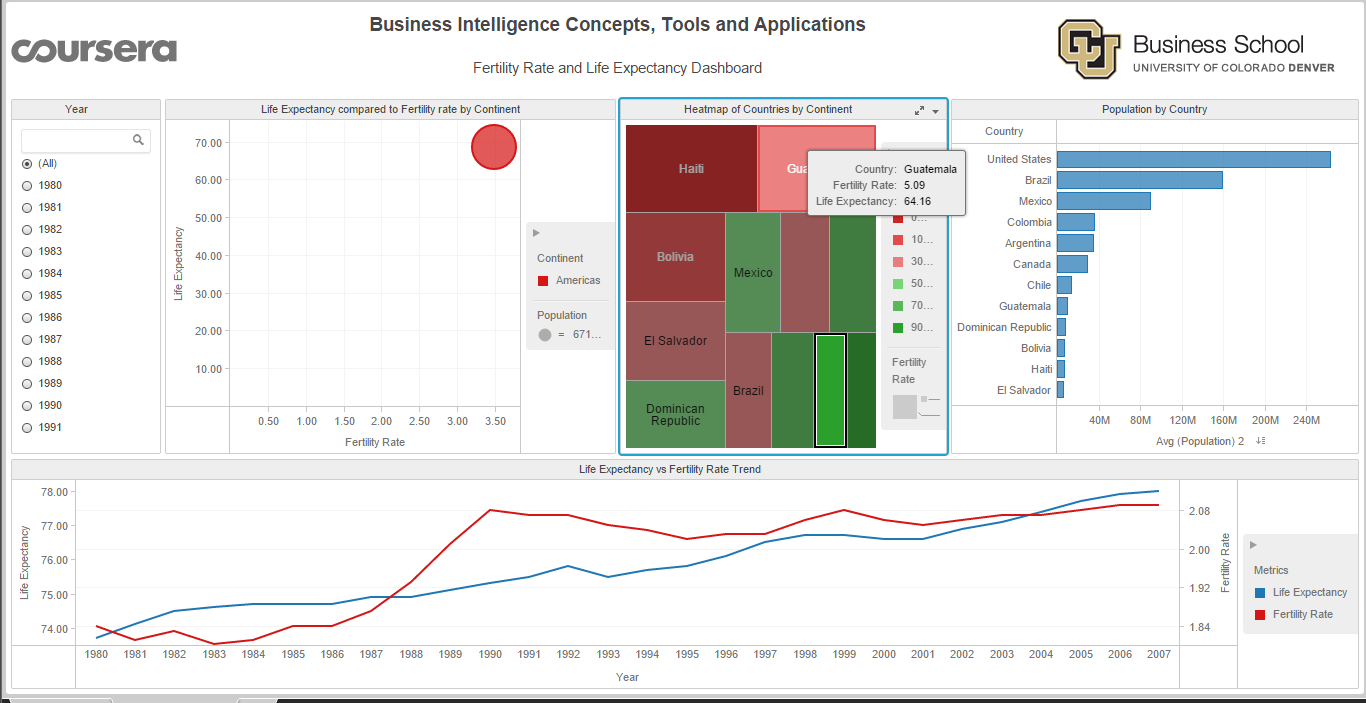 Business Intelligence Concepts, Tools and Applications
coursera
Fertility Rate and Life Expectancy Dashboard
CU
Business School
UNIVERSITY OF COLORADO DENVER
Year
(All)
1980
1981
1982
1983
1984
1985
1986
1987
1988
1989
1990
1991
Life Expectancy compared to Fertility rate by Continent
Life Expectancy
70.00
60.00
50.00
40.00
30.00
20.00
10.00
0.50 1.00 1.50 2.00 2.50 3.00 3.50
Fertility Rate
Continent
Americas
Population
= 671...
Heatmap of Countries by Continent
Haiti
Gua
Country: Guatemala
Fertility Rate: 5.09
Life Expectancy: 64.16
Bolivia
Mexico
El Salvador
Brazil
Dominican
Republic
0...
10...
30...
50...
70...
90...
Fertility
Rate
Population by Country
Country
United States
Brazil
Mexico
Colombia
Argentina
Canada
Chile
Guatemala
Dominican Republic
Bolivia
Haiti
El Salvador
40M 80M 120M 160M 200M 240M
Avg (Population) 2
Life Expectancy vs Fertility Rate Trend
Life Expectancy
78.00
77.00
76.00
75.00
74.00
1980 1981 1982 1983 1984 1985 1986 1987 1988 1989 1990 1991 1992 1993 1994 1995 1996 1997 1998 1999 2000 2001 2002 2003 2004 2005 2006 2007
Year
2.08
2.00
1.92
1.84
Fertility Rate
Metrics
Life Expectancy
Fertility Rate